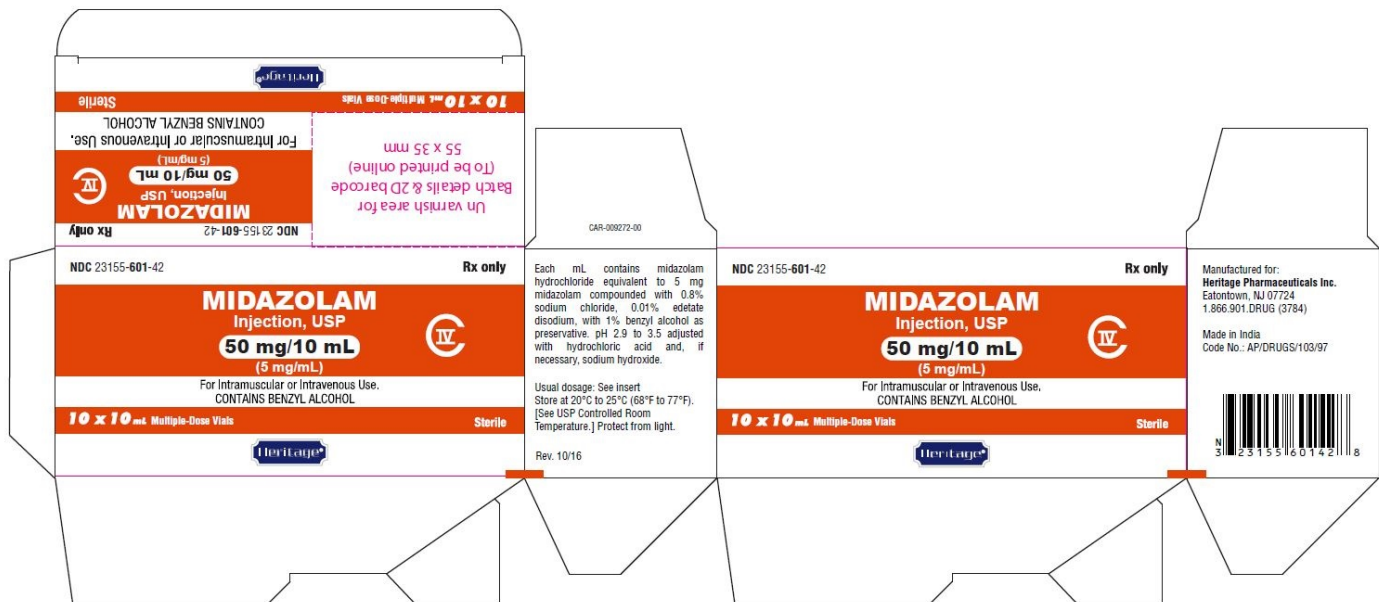 Heritage®
10 x 10 mL Multiple-Dose Vials
Sterile
For Intramuscular or Intravenous Use.
CONTAINS BENZYL ALCOHOL
MIDAZOLAM
Injection, USP
50 mg/10 mL
(5 mg/mL)
CIV
NDC 23155-601-42
Rx only
Un varnish area for
Batch details & 2D barcode
(To be printed online)
55 x 35 mm
NDC 23155-601-42
Rx only
MIDAZOLAM
Injection, USP
50 mg/10 mL
(5 mg/mL)
CIV
For Intramuscular or Intravenous Use.
CONTAINS BENZYL ALCOHOL
10 x 10 mL Multiple-Dose Vials
Sterile
Heritage®
CAR-009272-00
Each mL contains midazolam
hydrochloride equivalent to 5 mg
midazolam compounded with 0.8%
sodium chloride, 0.01% edetate
disodium, with 1% benzyl alcohol as
preservative. pH 2.9 to 3.5 adjusted
with hydrochloric acid and, if
necessary, sodium hydroxide.
Usual dosage: See insert
Store at 20°C to 25°C (68°F to 77°F).
[See USP Controlled Room
Temperature.] Protect from light.
Rev. 10/16
NDC 23155-601-42
Rx only
MIDAZOLAM
Injection, USP
50 mg/10 mL
(5 mg/mL)
CIV
For Intramuscular or Intravenous Use.
CONTAINS BENZYL ALCOHOL
10 x 10 mL Multiple-Dose Vials
Sterile
Heritage®
Manufactured for:
Heritage Pharmaceuticals Inc.
Eatontown, NJ 07724
1.866.901.DRUG (3784)
Made in India
Code No.: AP/DRUGS/103/97
N
3 23155 60142 8